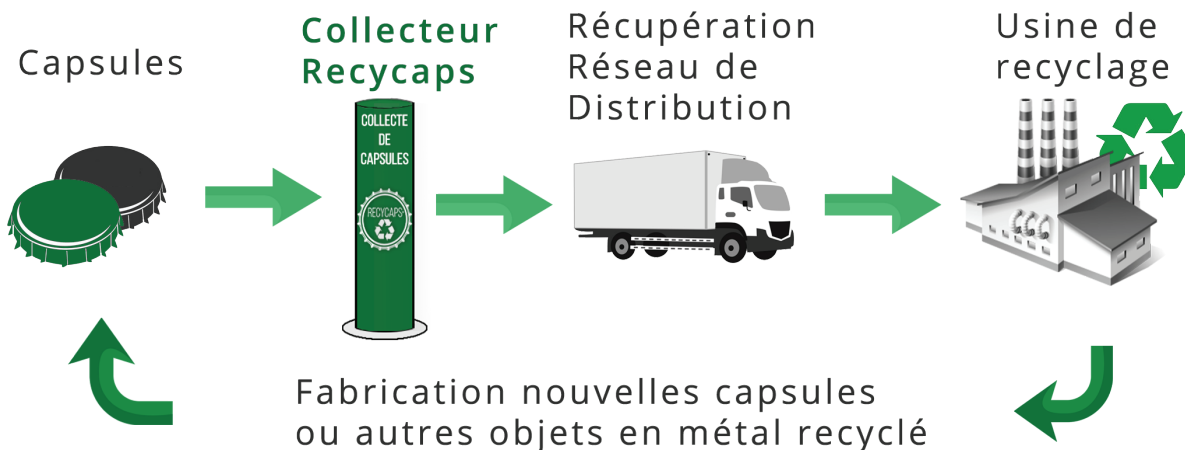 Capsules
Collecteur
Recycaps
COLLECTE
DE
CAPSULES
RECYCAPS
Récupération
Réseau de
Distribution
Usine de
recyclage
Fabrication nouvelles capsules
ou autres objets en métal recyclé